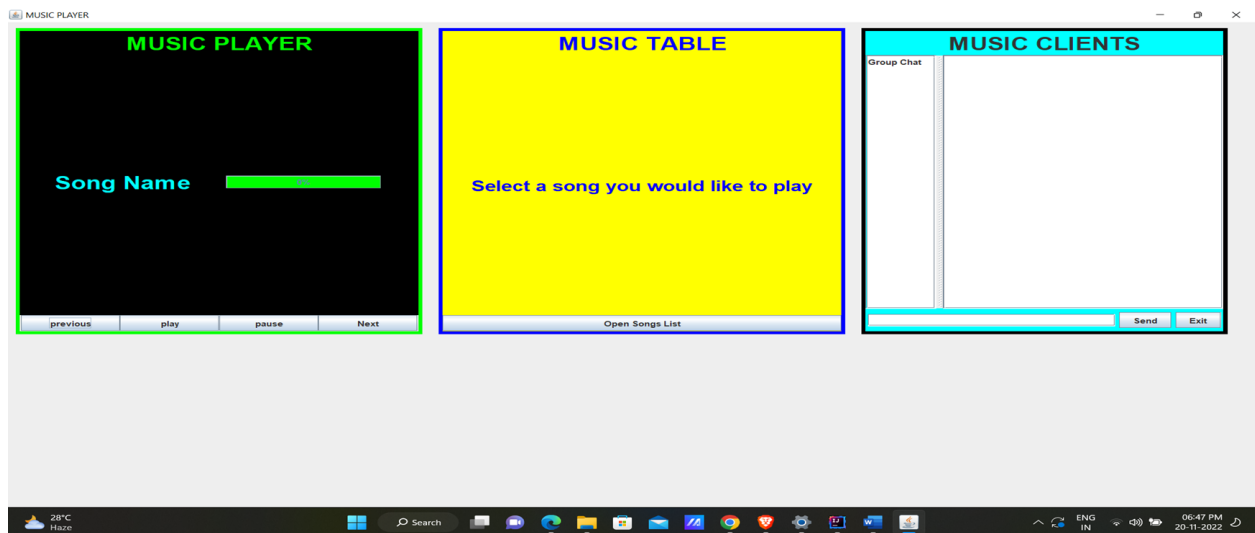 MUSIC PLAYER
MUSIC PLAYER
Song Name
0%
previous play pause Next
MUSIC TABLE
Select a song you would like to play
Open Songs List
MUSIC CLIENTS
Group Chat
Send Exit
28°C
Haze
Search
ENG
IN
06:47 PM
20-11-2022